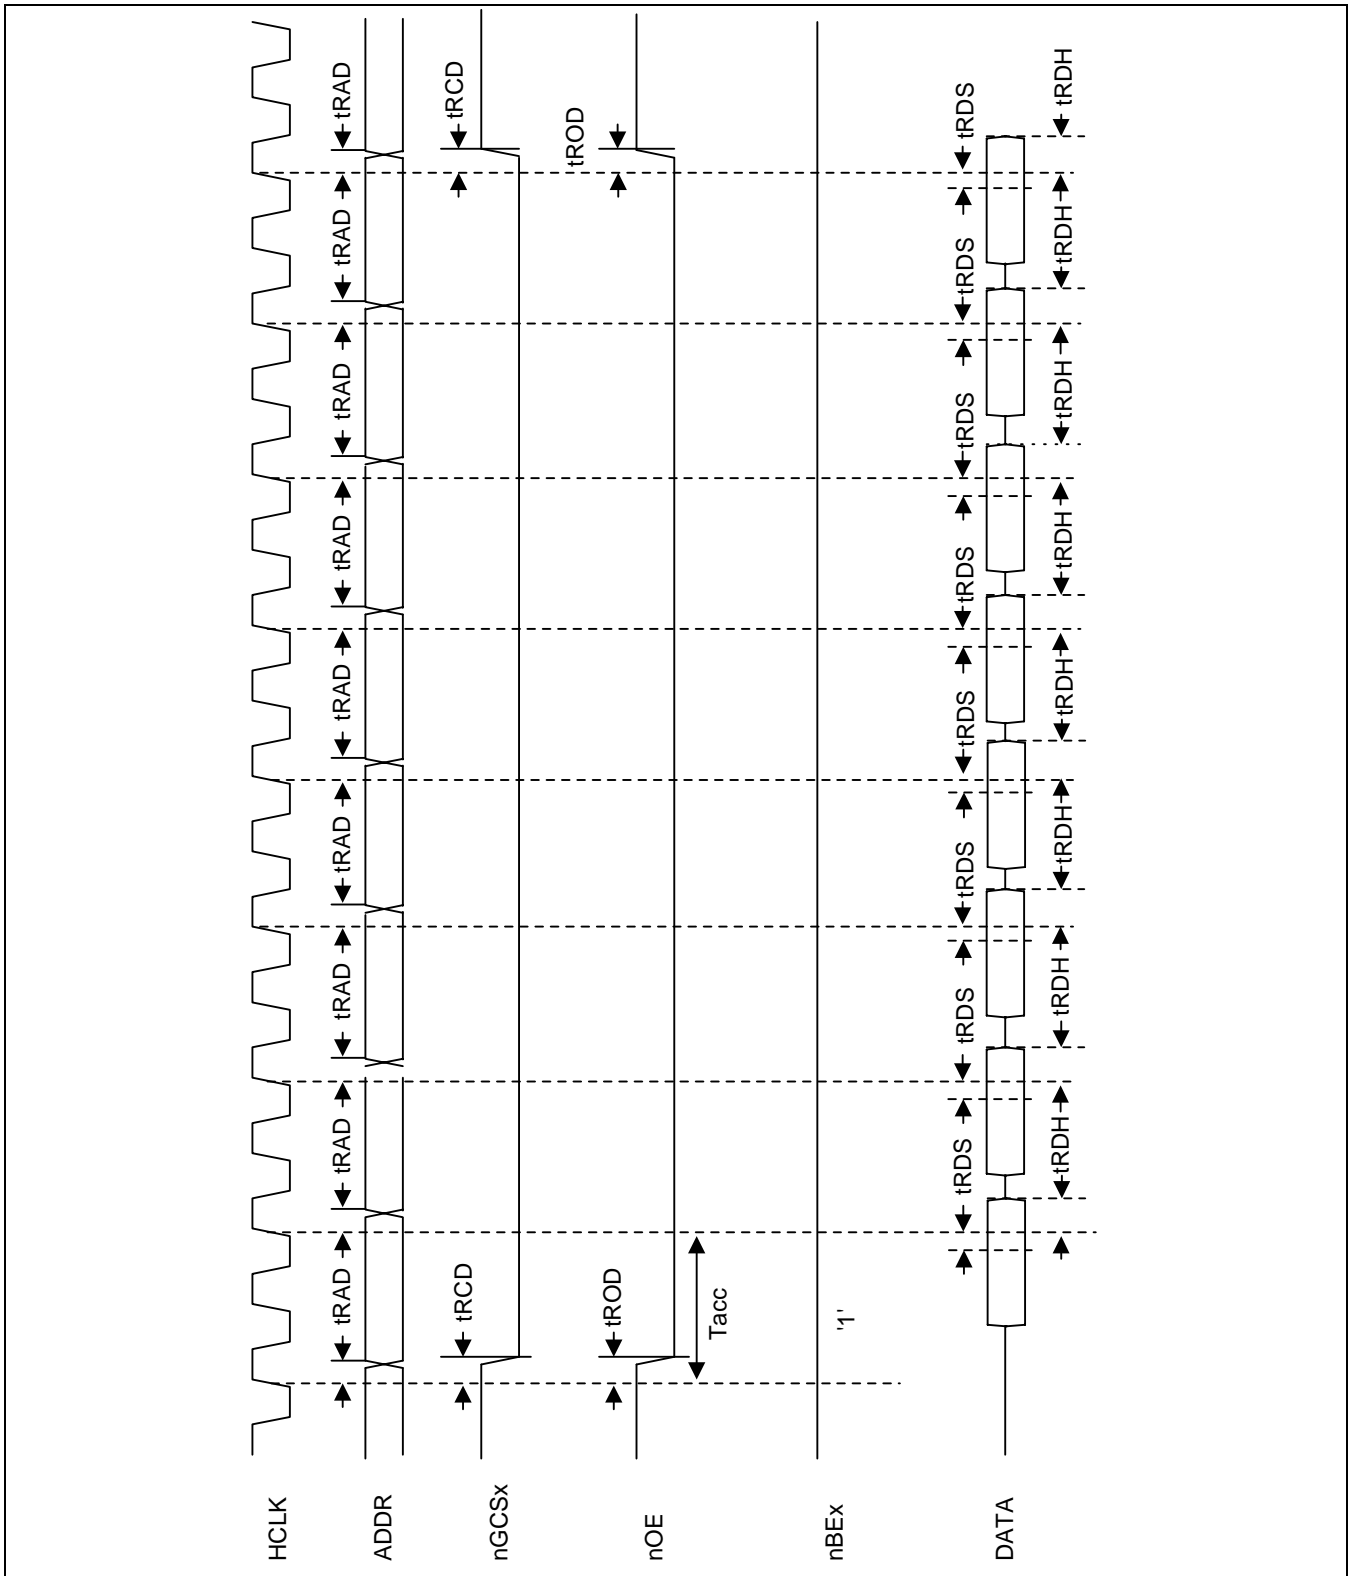 HCLK
tRAD tRAD tRAD tRAD tRAD tRAD tRAD tRAD tRAD
ADDR
tRCD tRCD
nGCSx
tROD tROD
nOE
Tacc
nBEx
'1'
tRDS tRDS tRDS tRDS tRDS tRDS tRDS tRDS
DATA
tRDH tRDH tRDH tRDH tRDH tRDH tRDH tRDH